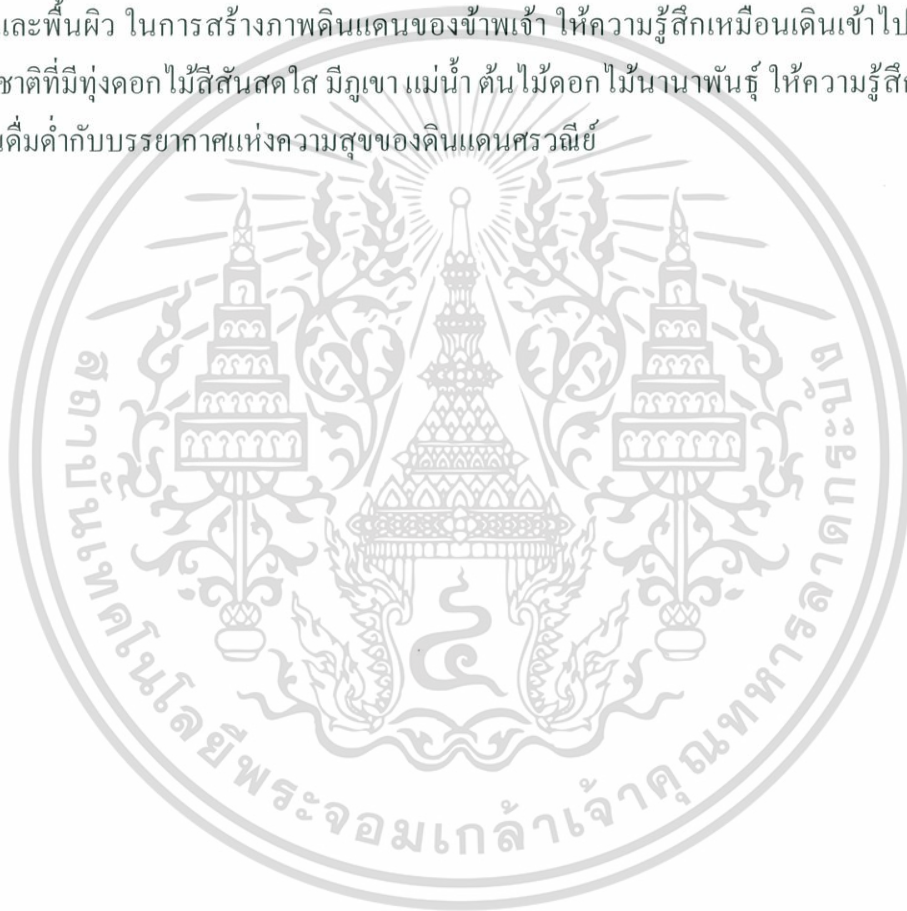 และพื้นผิว ในการสร้างภาพดินแดนของข้าพเจ้า ให้ความรู้สึกเหมือนเดินเข้าไป
ชาติที่มีทุ่งดอกไม้สีสันสดใส มีภูเขา แม่น้ำ ต้นไม้ดอกไม้นานาพันธุ์ ให้ความรู้สึก
ดื่มด่ำกับบรรยากาศแห่งความสุขของดินแดนศรวณีย์
สถาบันเทคโนโลยีพระจอมเกล้าเจ้าคุณทหารลาดกระบัง
๔